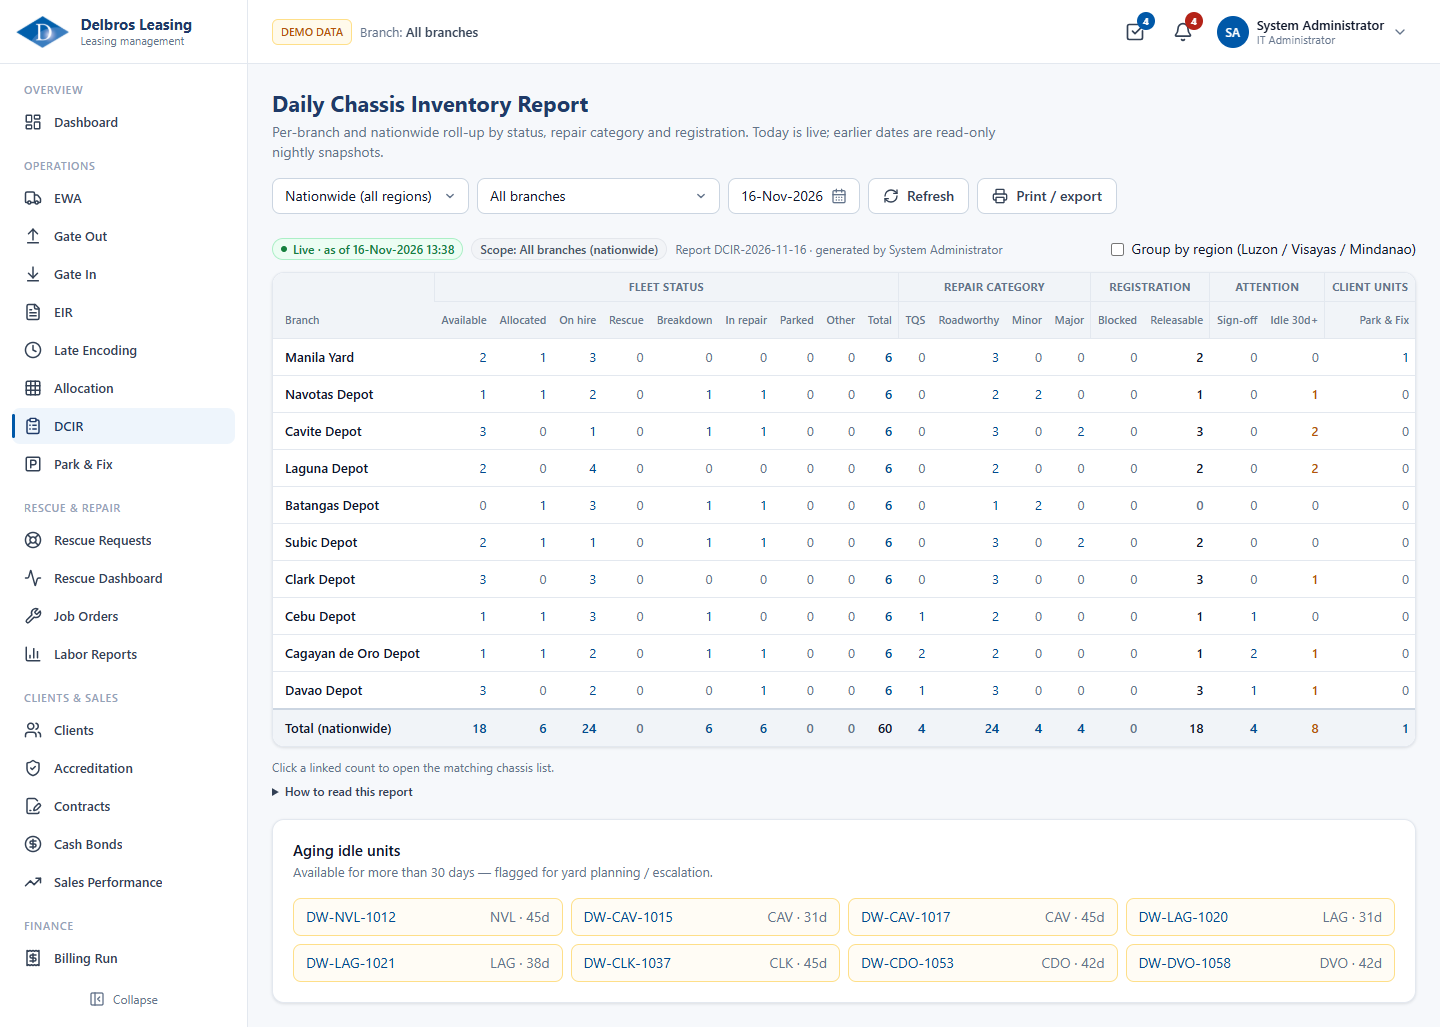 Delbros Leasing
Leasing management
DEMO DATA
Branch: All branches
4
4
SA
System Administrator
IT Administrator
OVERVIEW
Dashboard
OPERATIONS
EWA
Gate Out
Gate In
EIR
Late Encoding
Allocation
DCIR
Park & Fix
RESCUE & REPAIR
Rescue Requests
Rescue Dashboard
Job Orders
Labor Reports
CLIENTS & SALES
Clients
Accreditation
Contracts
Cash Bonds
Sales Performance
FINANCE
Billing Run
Collapse
Daily Chassis Inventory Report
Per-branch and nationwide roll-up by status, repair category and registration. Today is live; earlier dates are read-only
nightly snapshots.
Nationwide (all regions) All branches 16-Nov-2026 Refresh Print / export
Live · as of 16-Nov-2026 13:38 Scope: All branches (nationwide) Report DCIR-2026-11-16 · generated by System Administrator Group by region (Luzon / Visayas / Mindanao)
FLEET STATUS REPAIR CATEGORY REGISTRATION ATTENTION CLIENT UNITS
Branch Available Allocated On hire Rescue Breakdown In repair Parked Other Total TQS Roadworthy Minor Major Blocked Releasable Sign-off Idle 30d+ Park & Fix
Manila Yard 2 1 3 0 0 0 0 0 6 0 3 0 0 0 2 0 0 1
Navotas Depot 1 1 2 0 1 1 0 0 6 0 2 2 0 0 1 0 1 0
Cavite Depot 3 0 1 0 1 1 0 0 6 0 3 0 2 0 3 0 2 0
Laguna Depot 2 0 4 0 0 0 0 0 6 0 2 0 0 0 2 0 2 0
Batangas Depot 0 1 3 0 1 1 0 0 6 0 1 2 0 0 0 0 0 0
Subic Depot 2 1 1 0 1 1 0 0 6 0 3 0 2 0 2 0 0 0
Clark Depot 3 0 3 0 0 0 0 0 6 0 3 0 0 0 3 0 1 0
Cebu Depot 1 1 3 0 1 0 0 0 6 1 2 0 0 0 1 1 0 0
Cagayan de Oro Depot 1 1 2 0 1 1 0 0 6 2 2 0 0 0 1 2 1 0
Davao Depot 3 0 2 0 0 1 0 0 6 1 3 0 0 0 3 1 1 0
Total (nationwide) 18 6 24 0 6 6 0 0 60 4 24 4 4 0 18 4 8 1
Click a linked count to open the matching chassis list.
How to read this report
Aging idle units
Available for more than 30 days — flagged for yard planning / escalation.
DW-NVL-1012 NVL · 45d DW-CAV-1015 CAV · 31d DW-CAV-1017 CAV · 45d DW-LAG-1020 LAG · 31d
DW-LAG-1021 LAG · 38d DW-CLK-1037 CLK · 45d DW-CDO-1053 CDO · 42d DW-DVO-1058 DVO · 42d